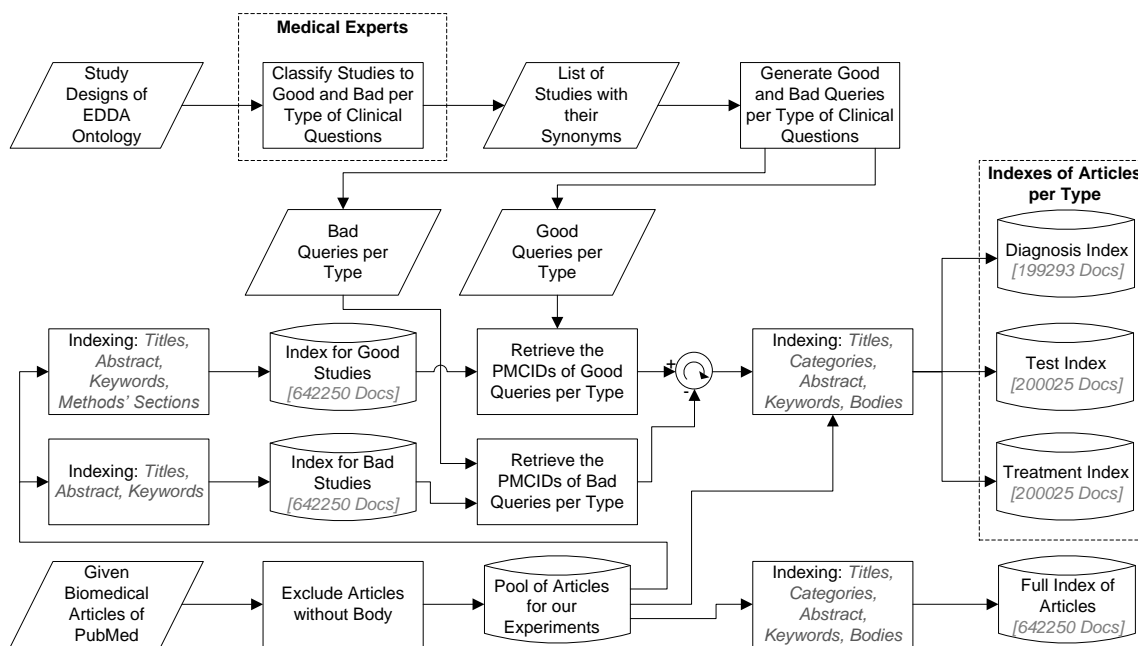 Medical Experts
Study
Designs of
EDDA
Ontology
Classify Studies to
Good and Bad per
Type of Clinical
Questions
List of
Studies with
their
Synonyms
Generate Good
and Bad Queries
per Type of Clinical
Questions
Bad
Queries per
Type
Good
Queries per
Type
Indexes of Articles
per Type
Diagnosis Index
[199293 Docs]
Indexing: Titles,
Abstract,
Keywords,
Methods’ Sections
Index for Good
Studies
[642250 Docs]
Retrieve the
PMCIDs of Good
Queries per Type
+
-
Indexing: Titles,
Categories,
Abstract,
Keywords, Bodies
Test Index
[200025 Docs]
Indexing: Titles,
Abstract, Keywords
Index for Bad
Studies
[642250 Docs]
Retrieve the
PMCIDs of Bad
Queries per Type
Treatment Index
[200025 Docs]
Given
Biomedical
Articles of
PubMed
Exclude Articles
without Body
Pool of Articles
for our
Experiments
Indexing: Titles,
Categories,
Abstract,
Keywords, Bodies
Full Index of
Articles
[642250 Docs]